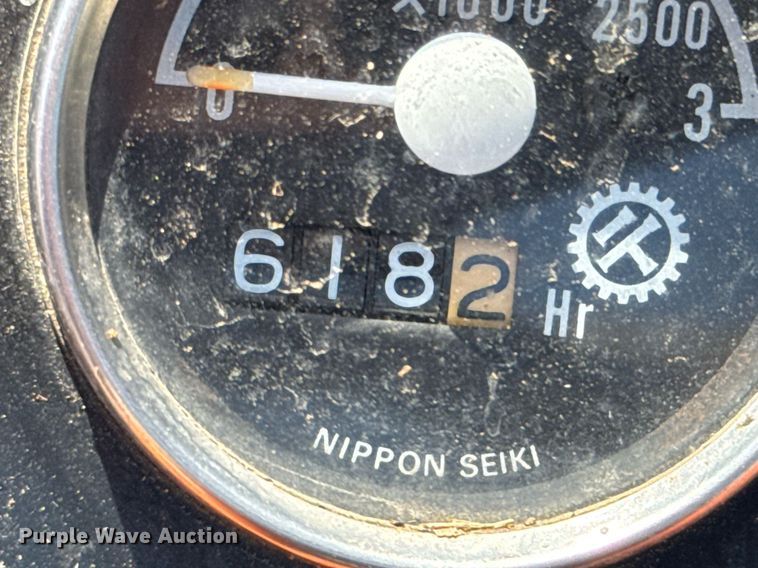 ×1000
2500
0
3
6182
Hr
NIPPON SEIKI
Purple Wave Auction